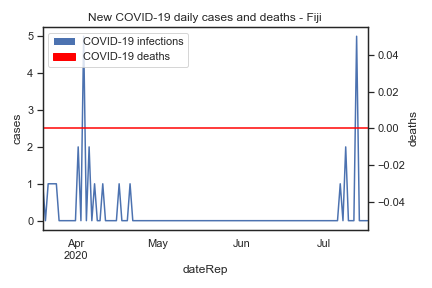 New COVID-19 daily cases and deaths - Fiji
COVID-19 infections
COVID-19 deaths
5
4
3
2
1
0
cases
0.04
0.02
0.00
−0.02
−0.04
deaths
Apr
2020
May
Jun
Jul
dateRep